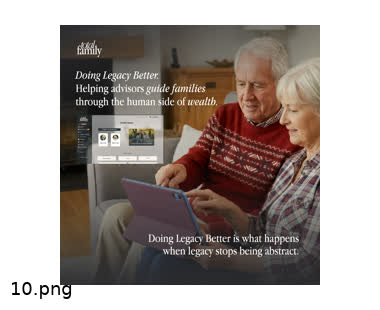 total
family
Doing Legacy Better.
Helping advisors guide families
through the human side of wealth.
Doing Legacy Better is what happens
when legacy stops being abstract.
10.png